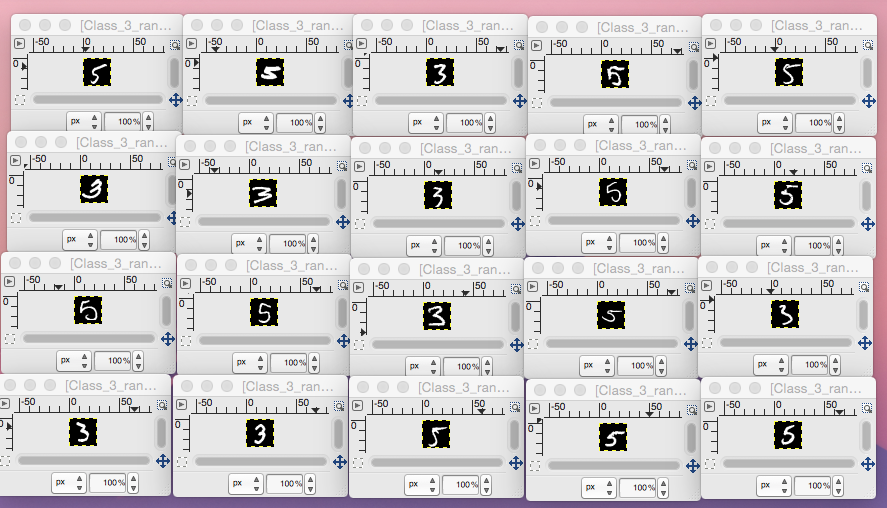 [Class_3_ran... [Class_3_ran... [Class_3_ran... [Class_3_ran... [Class_3_ran...
-50 0 50 -50 0 50 -50 0 50 -50 0 50 -50 0 50
0 5 0 5 0 3 0 5 0 5
px 100% px 100% px 100% px 100% px 100%
[Class_3_ran... [Class_3_ran... [Class_3_ran... [Class_3_ran... [Class_3_ran...
-50 0 50 -50 0 50 -50 0 50 -50 0 50 -50 0 50
0 3 0 3 0 3 0 5 0 5
px 100% px 100% px 100% px 100% px 100%
[Class_3_ran... [Class_3_ran... [Class_3_ran... [Class_3_ran... [Class_3_ran...
-50 0 50 -50 0 50 -50 0 50 -50 0 50 -50 0 50
0 5 0 5 0 3 0 5 0 3
px 100% px 100% px 100% px 100% px 100%
[Class_3_ran... [Class_3_ran... [Class_3_ran... [Class_3_ran... [Class_3_ran...
-50 0 50 -50 0 50 -50 0 50 -50 0 50 -50 0 50
0 3 0 3 0 5 0 5 0 5
px 100% px 100% px 100% px 100% px 100%